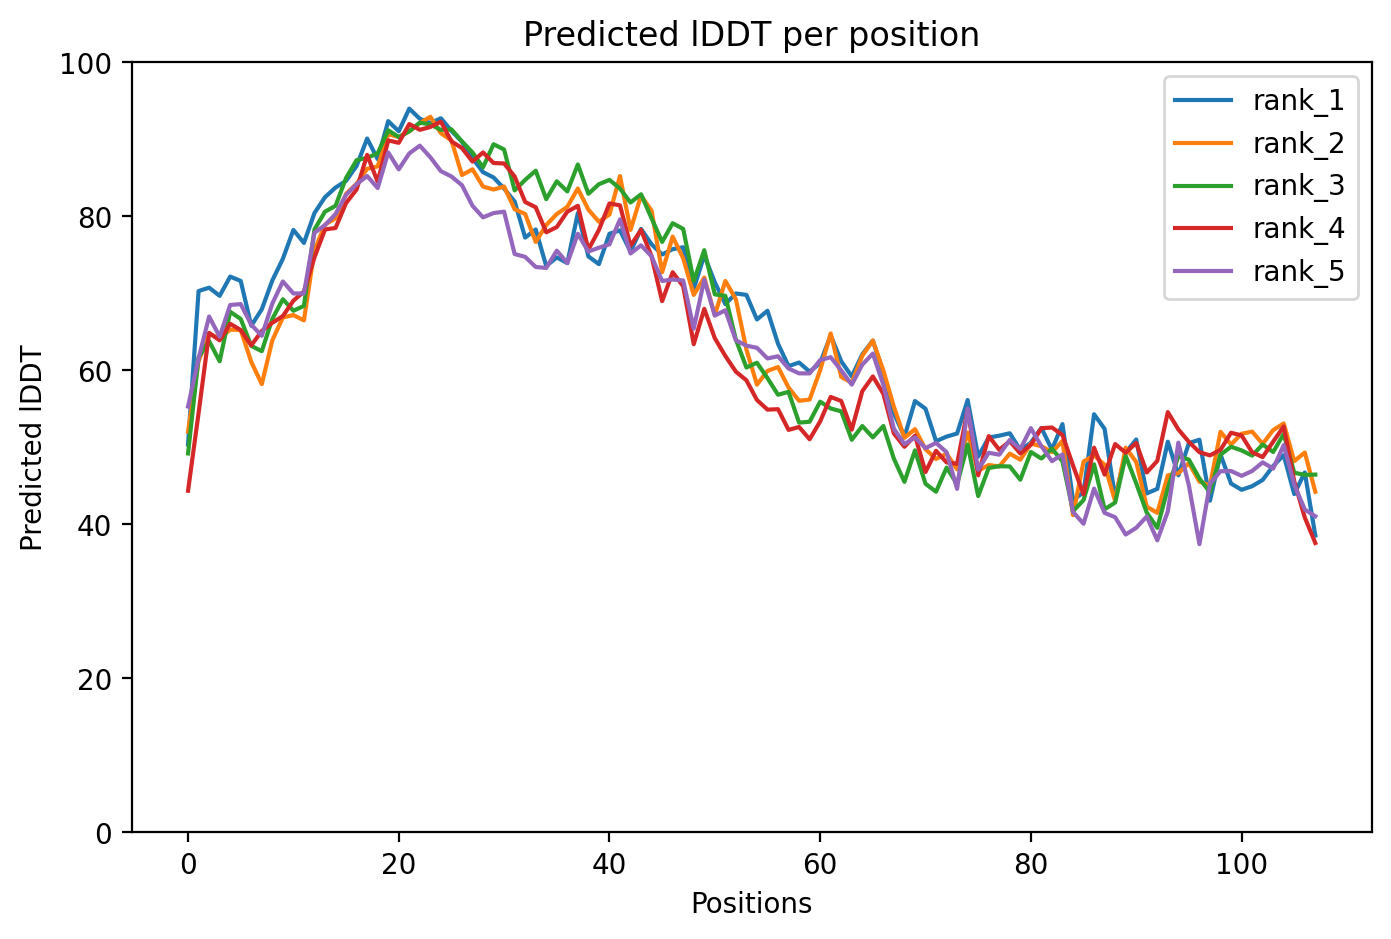 Predicted lDDT per position
100
80
60
40
20
0
Predicted lDDT
0 20 40 60 80 100
Positions
rank_1
rank_2
rank_3
rank_4
rank_5